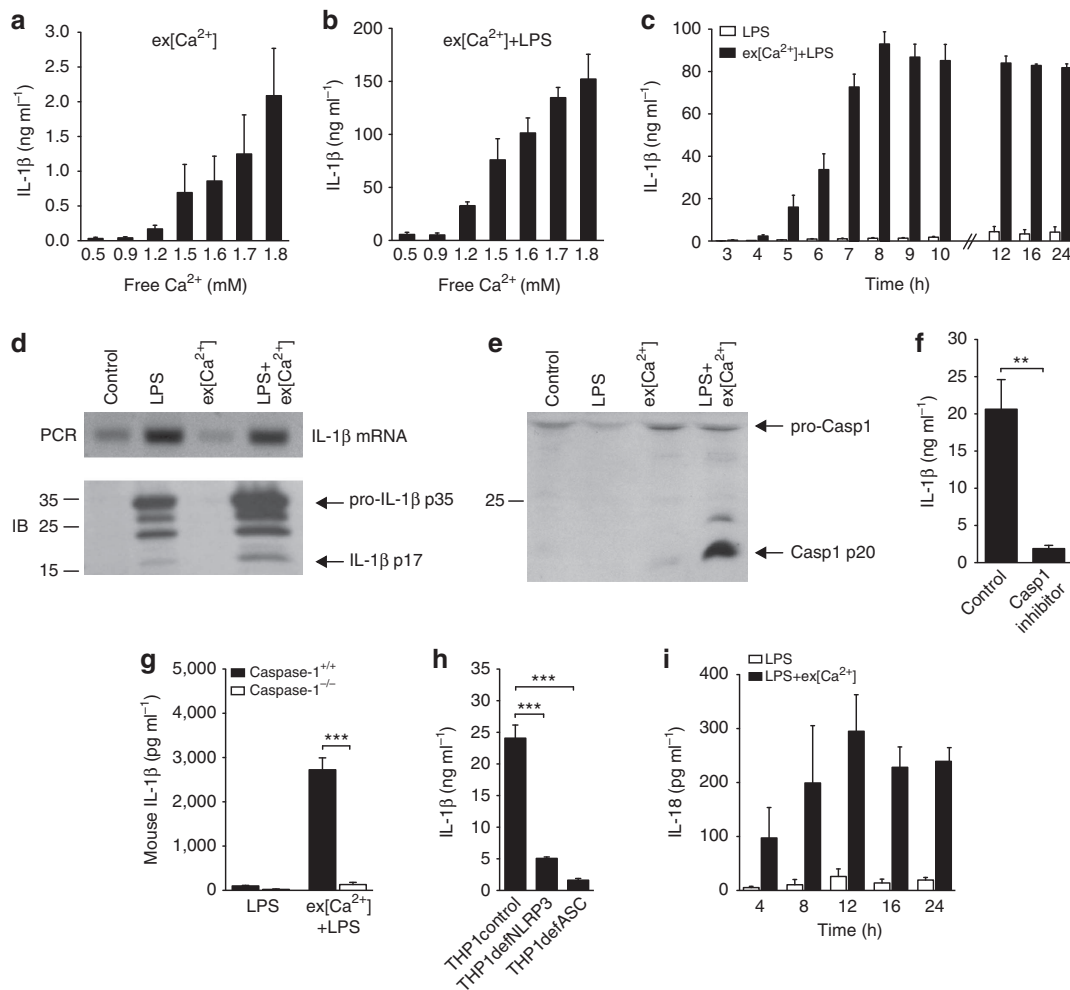 a
ex[Ca2+]
IL-1β (ng ml−1)
3.0
2.5
2.0
1.5
1.0
0.5
0.0
0.5 0.9 1.2 1.5 1.6 1.7 1.8
Free Ca2+ (mM)
b
ex[Ca2+]+LPS
IL-1β (ng ml−1)
200
150
100
50
0
0.5 0.9 1.2 1.5 1.6 1.7 1.8
Free Ca2+ (mM)
c
LPS
ex[Ca2+]+LPS
IL-1β (ng ml−1)
100
80
60
40
20
0
3 4 5 6 7 8 9 10 // 12 16 24
Time (h)
d
Control
LPS
ex[Ca2+]
LPS+
ex[Ca2+]
PCR
IL-1β mRNA
IB
35
25
15
pro-IL-1β p35
IL-1β p17
e
Control
LPS
ex[Ca2+]
LPS+
ex[Ca2+]
25
pro-Casp1
Casp1 p20
f
IL-1β (ng ml−1)
30
25
20
15
10
5
0
**
Control
Casp1
inhibitor
g
Caspase-1+/+
Caspase-1−/−
Mouse IL-1β (pg ml−1)
5,000
4,000
3,000
2,000
1,000
0
***
LPS
ex[Ca2+]
+LPS
h
IL-1β (ng ml−1)
35
30
25
20
15
10
5
0
***
***
THP1control
THP1defNLRP3
THP1defASC
i
LPS
LPS+ex[Ca2+]
IL-18 (pg ml−1)
400
300
200
100
0
4 8 12 16 24
Time (h)